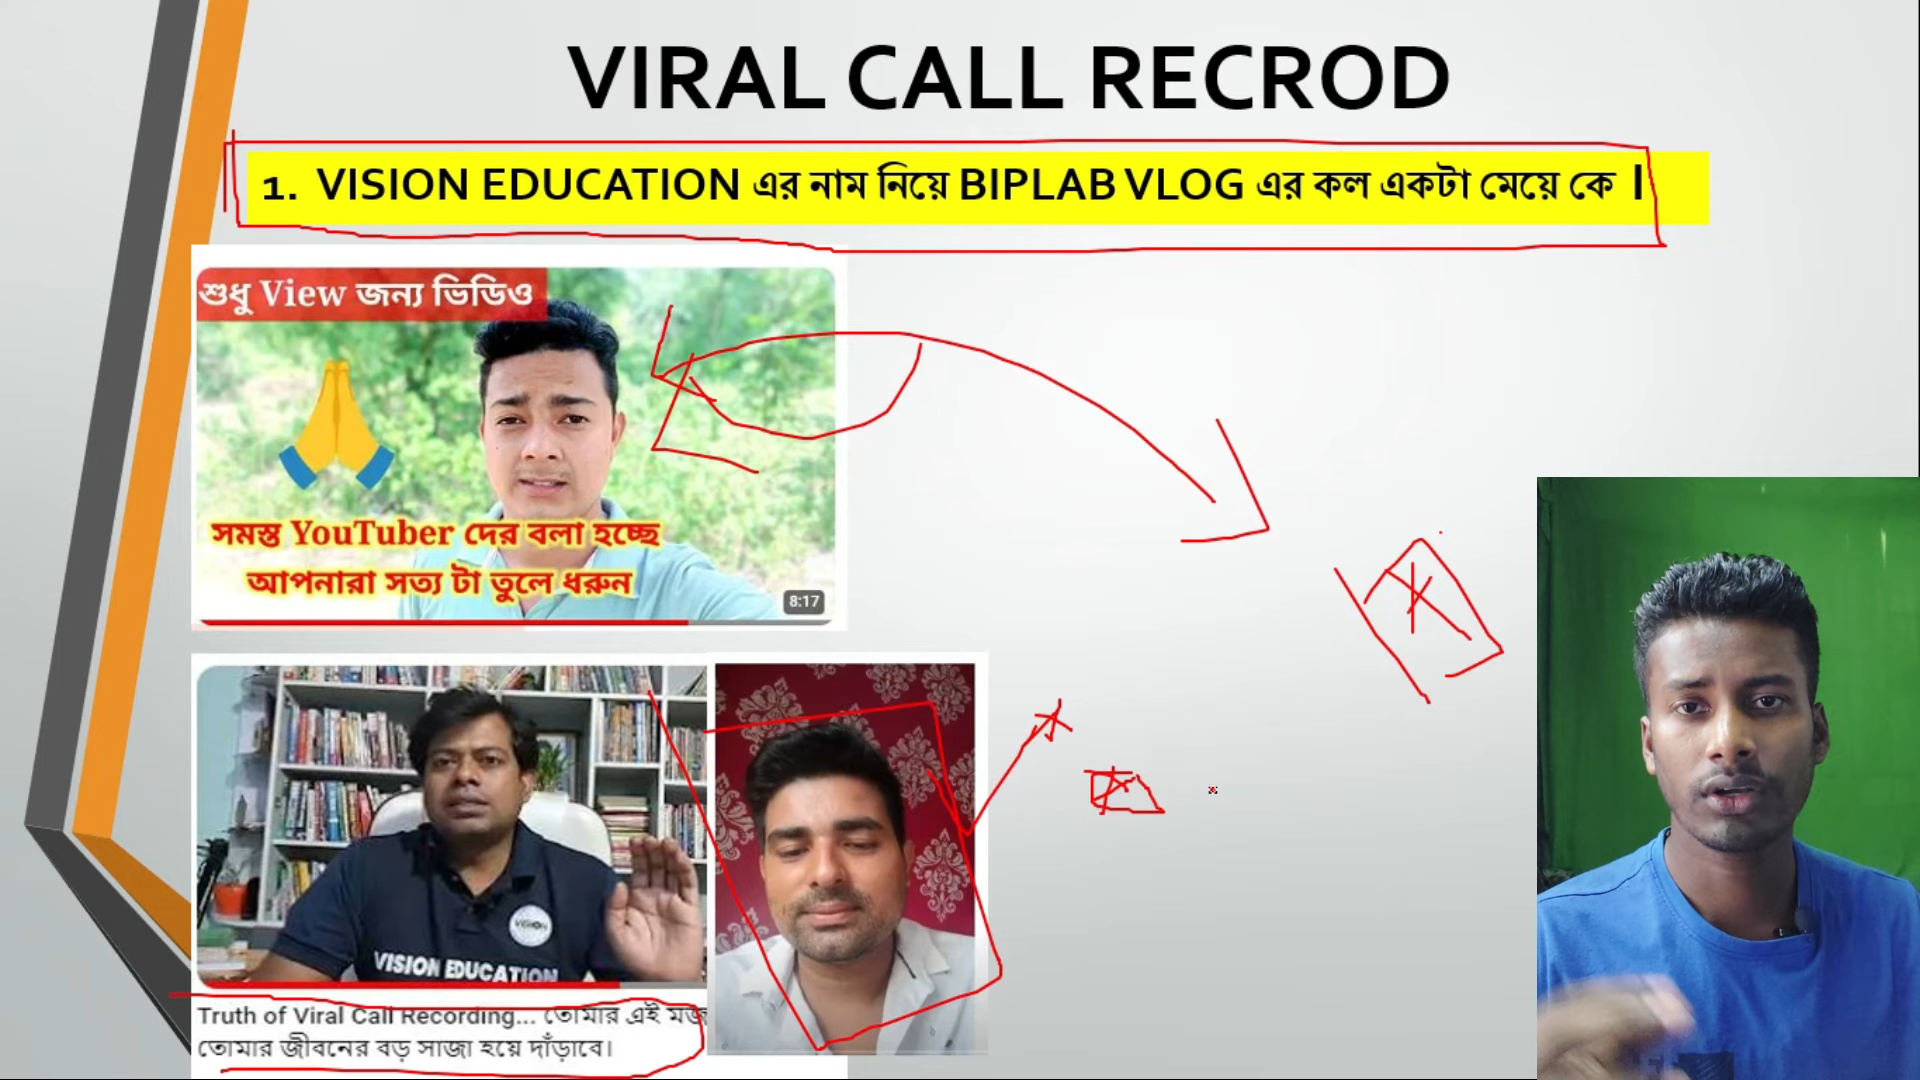 VIRAL CALL RECROD
1. VISION EDUCATION এর নাম নিয়ে BIPLAB VLOG এর কল একটা মেয়ে কে ।
শুধু View জন্য ভিডিও
সমস্ত YouTuber দের বলা হচ্ছে
আপনারা সত্য টা তুলে ধরুন
8:17
VISION
VISION EDUCATION
Truth of Viral Call Recording... তোমার এই মজ
তোমার জীবনের বড় সাজা হয়ে দাঁড়াবে।